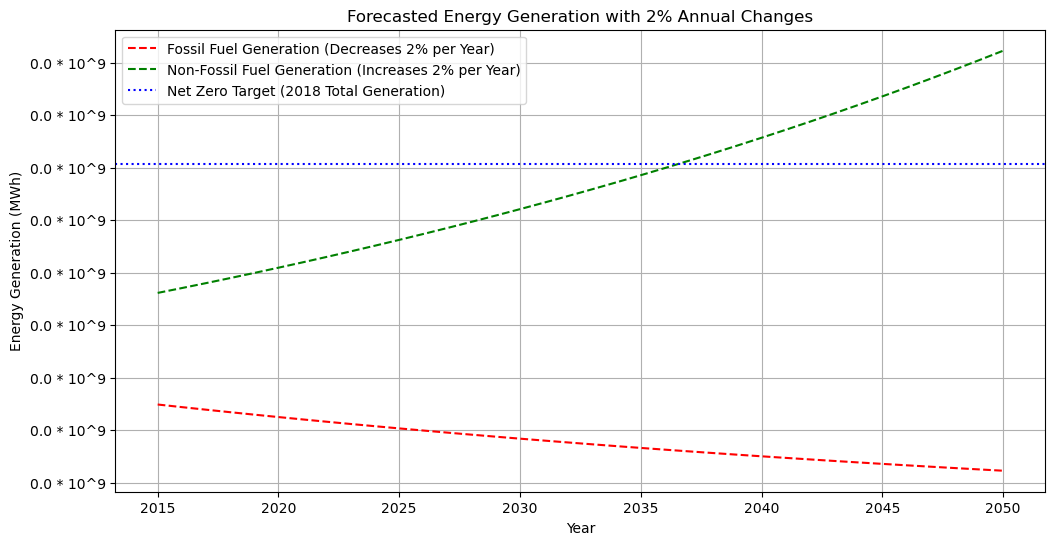 Forecasted Energy Generation with 2% Annual Changes
Fossil Fuel Generation (Decreases 2% per Year)
Non-Fossil Fuel Generation (Increases 2% per Year)
Net Zero Target (2018 Total Generation)
Energy Generation (MWh)
0.0 * 10^9
0.0 * 10^9
0.0 * 10^9
0.0 * 10^9
0.0 * 10^9
0.0 * 10^9
0.0 * 10^9
0.0 * 10^9
0.0 * 10^9
2015 2020 2025 2030 2035 2040 2045 2050
Year